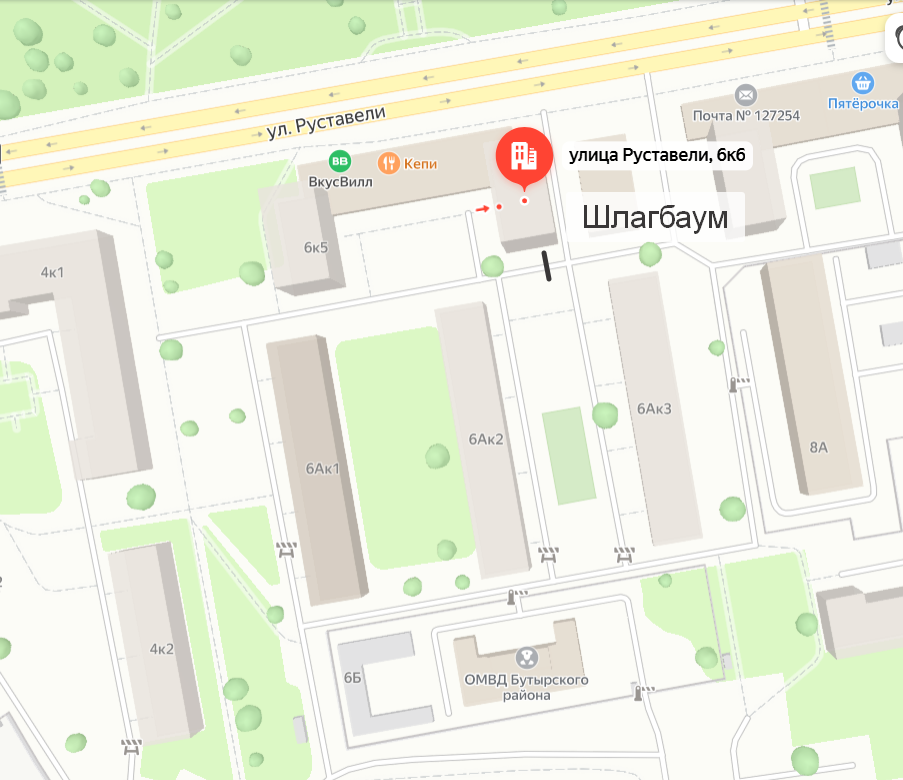 ул. Руставели
Почта № 127254
Пятёрочка
ВВ
ВкусВилл
Кепи
улица Руставели, 6к6
Шлагбаум
6к5
4к1
6Ак3
6Ак2
6Ак1
8А
4к2
6Б
ОМВД Бутырского
района